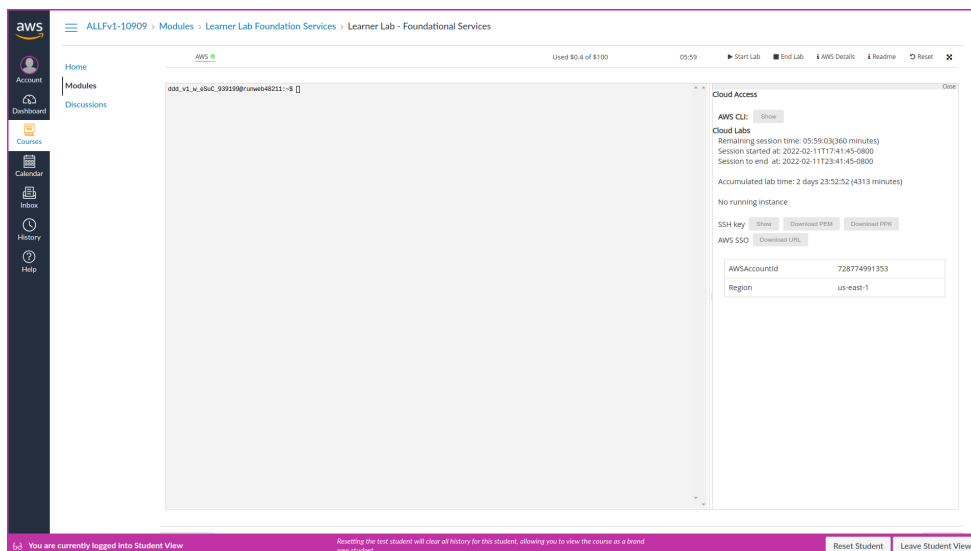 aws
ALLFv1-10909 > Modules > Learner Lab Foundation Services > Learner Lab - Foundational Services
Account
Dashboard
Courses
Calendar
Inbox
History
Help
Home
Modules
Discussions
AWS
Used $0.4 of $100
05:59
Start Lab
End Lab
AWS Details
Readme
Reset
ddd_v1_w_eSuC_939199@runweb48211:~$
Close
Cloud Access
AWS CLI: Show
Cloud Labs
Remaining session time: 05:59:03(360 minutes)
Session started at: 2022-02-11T17:41:45-0800
Session to end at: 2022-02-11T23:41:45-0800
Accumulated lab time: 2 days 23:52:52 (4313 minutes)
No running instance
SSH key Show Download PEM Download PPK
AWS SSO Download URL
AWSAccountId 728774991353
Region us-east-1
You are currently logged into Student View
Resetting the test student will clear all history for this student, allowing you to view the course as a brand
new student.
Reset Student
Leave Student View